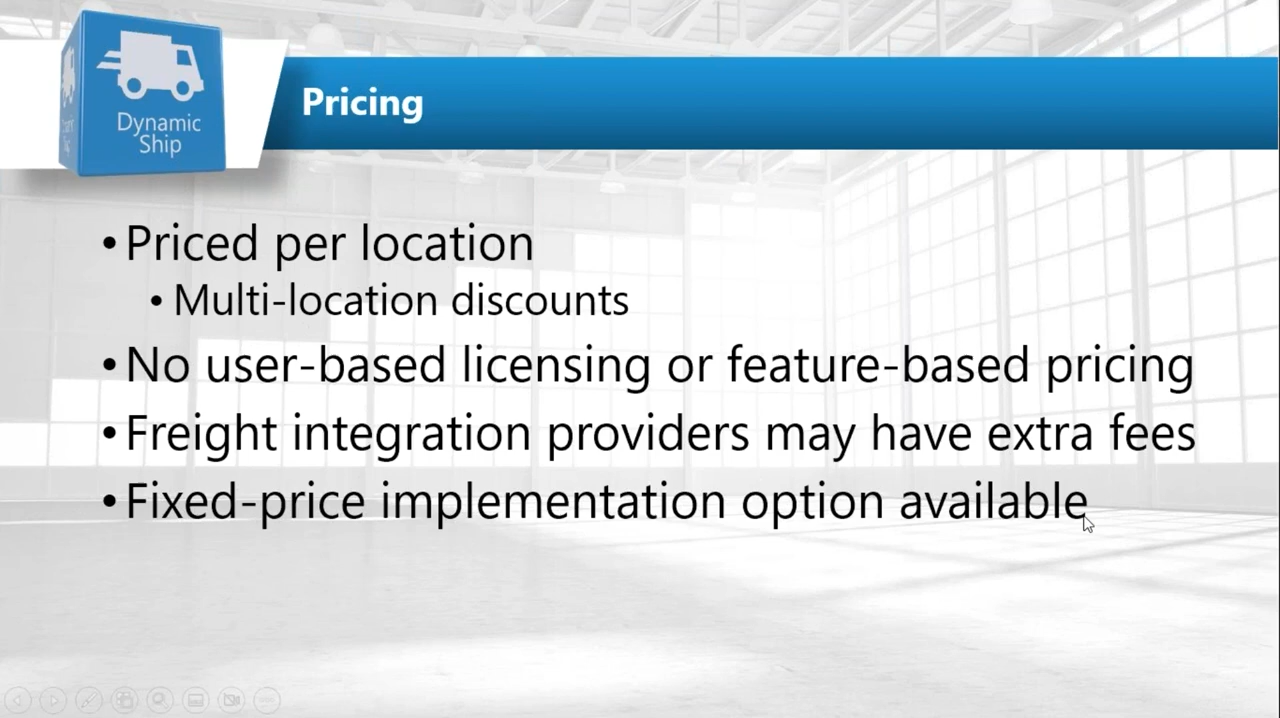 Dynamic
Ship
Pricing
• Priced per location
• Multi-location discounts
• No user-based licensing or feature-based pricing
• Freight integration providers may have extra fees
• Fixed-price implementation option available